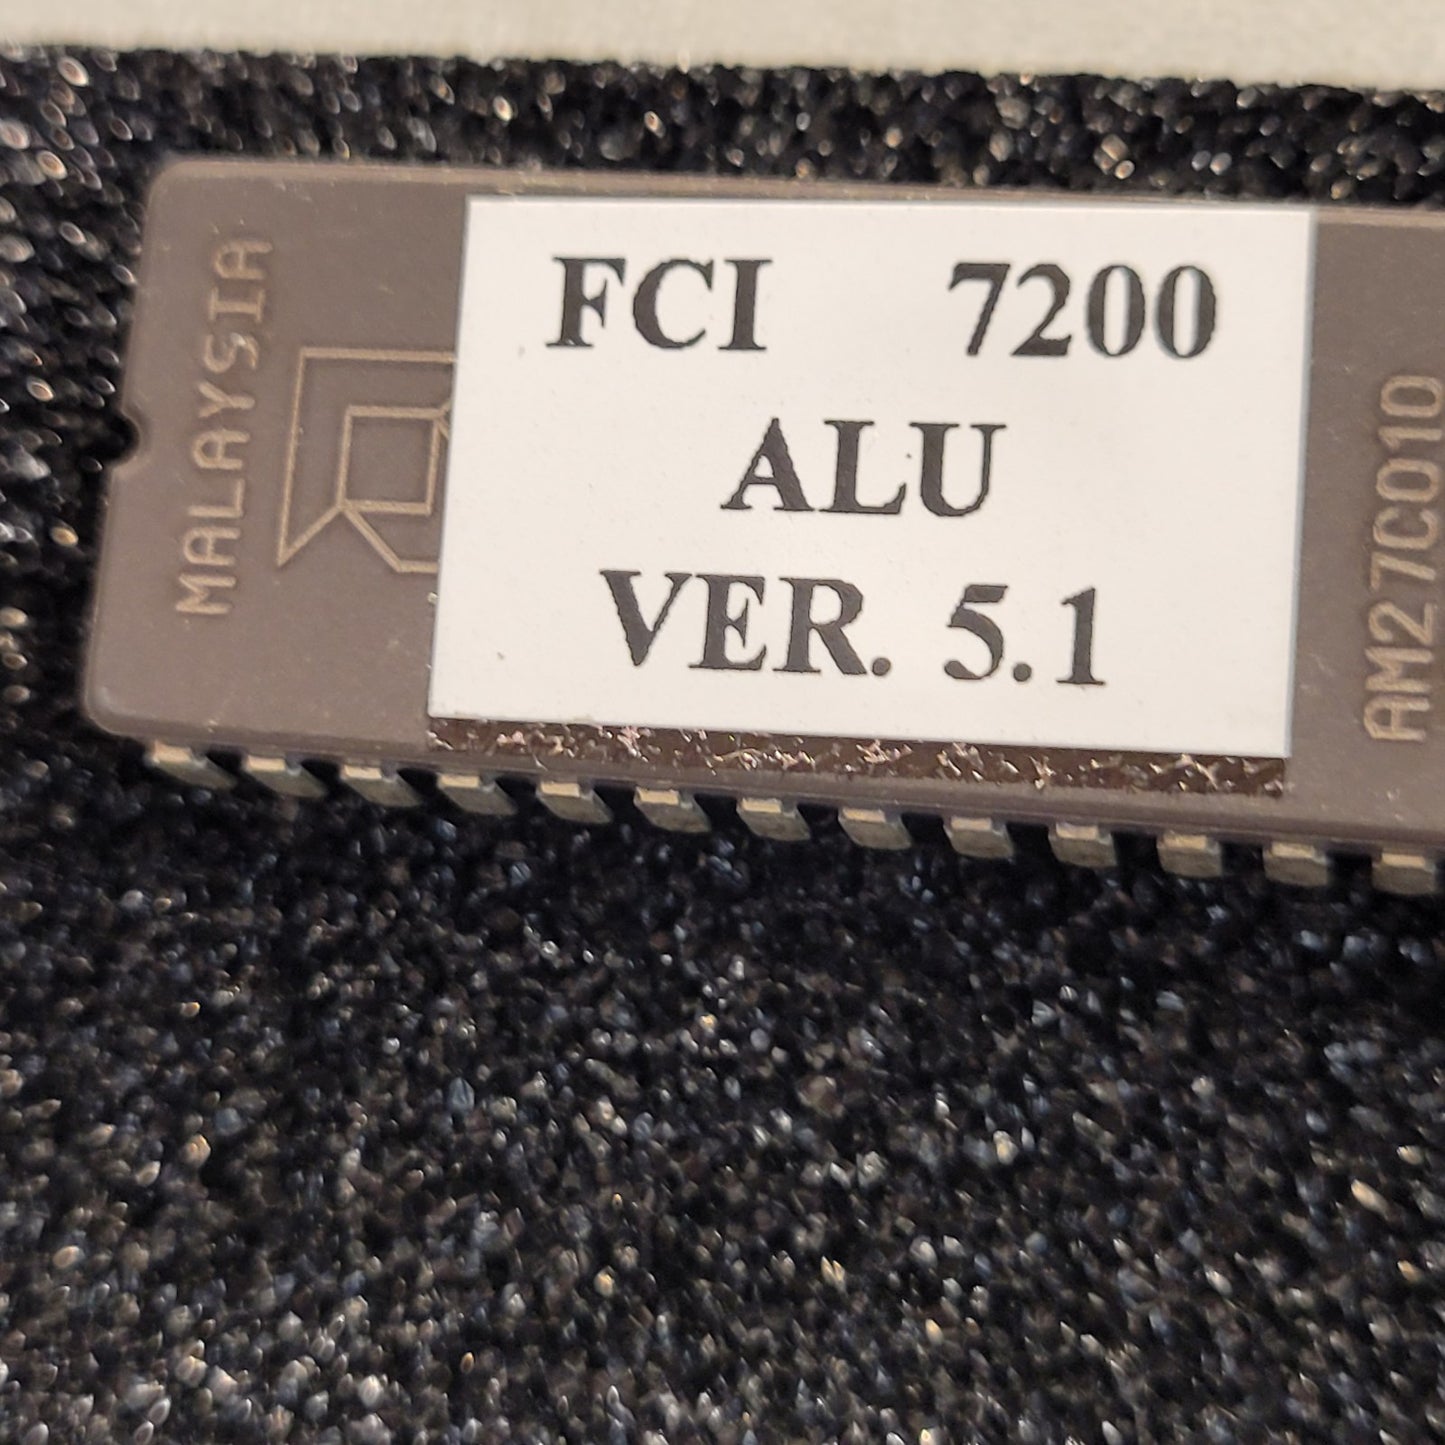 MALAYSIA
FCI 7200
ALU
VER. 5.1
AM27C010